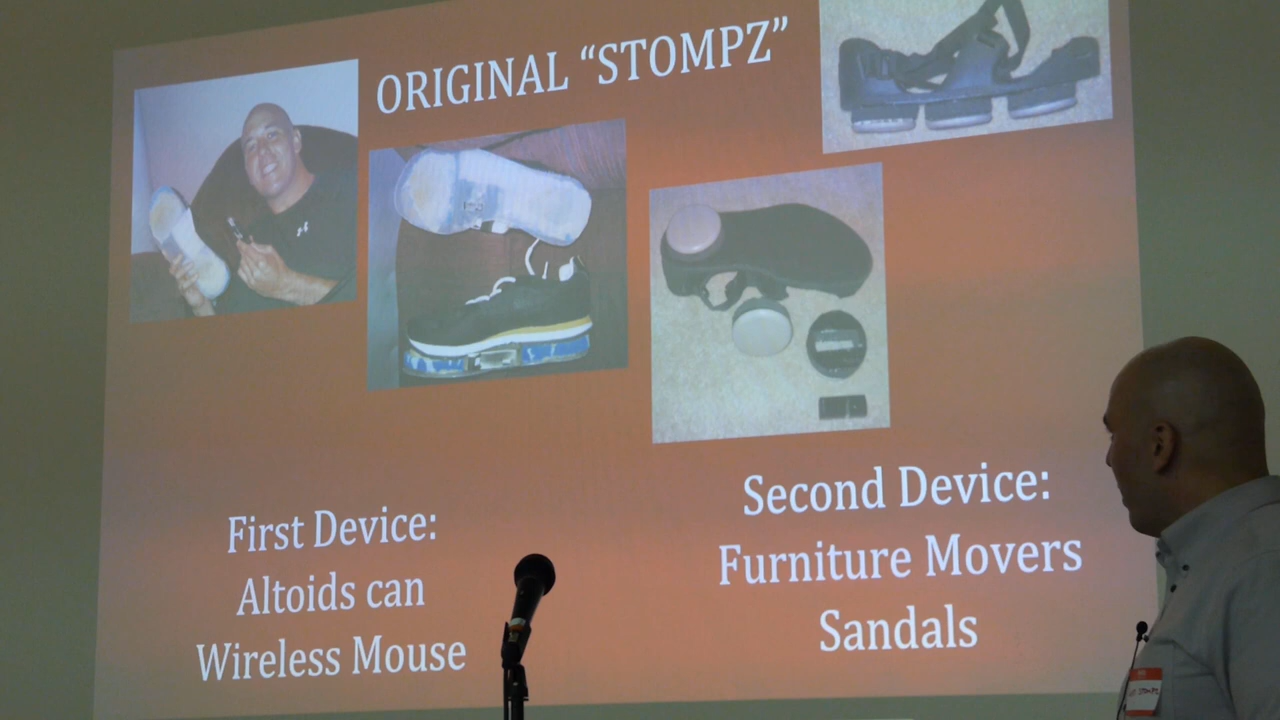 ORIGINAL “STOMPZ”
First Device:
Altoids can
Wireless Mouse
Second Device:
Furniture Movers
Sandals